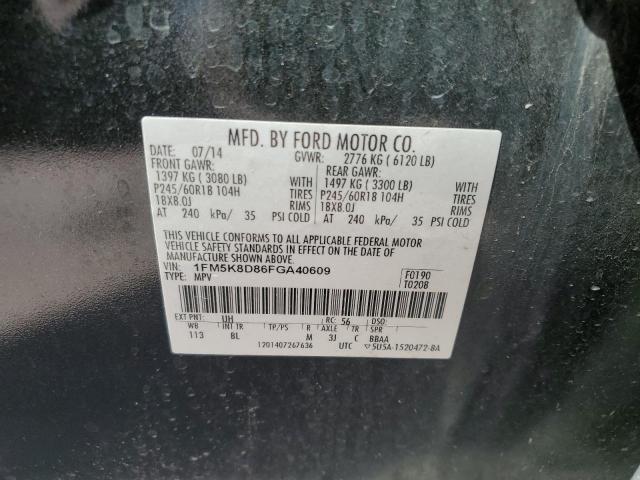 MFD. BY FORD MOTOR CO.
DATE: 07/14 GVWR: 2776 KG ( 6120 LB)
FRONT GAWR: REAR GAWR:
1397 KG ( 3080 LB) WITH 1497 KG ( 3300 LB) WITH
P245/60R18 104H TIRES P245/60R18 104H TIRES
18X8.0J RIMS 18X8.0J RIMS
AT 240 kPa/ 35 PSI COLD AT 240 kPa/ 35 PSI COLD
THIS VEHICLE CONFORMS TO ALL APPLICABLE FEDERAL MOTOR
VEHICLE SAFETY STANDARDS IN EFFECT ON THE DATE OF
MANUFACTURE SHOWN ABOVE.
VIN: 1FM5K8D86FGA40609 F0190
TYPE: MPV T0208
EXT PNT: UH RC: 56 DSO:
WB INT TR TP/PS R AXLE TR SPR
113 BL M 3J C BBAA
1201407267636 UTC ▽5U5A-1520472-BA